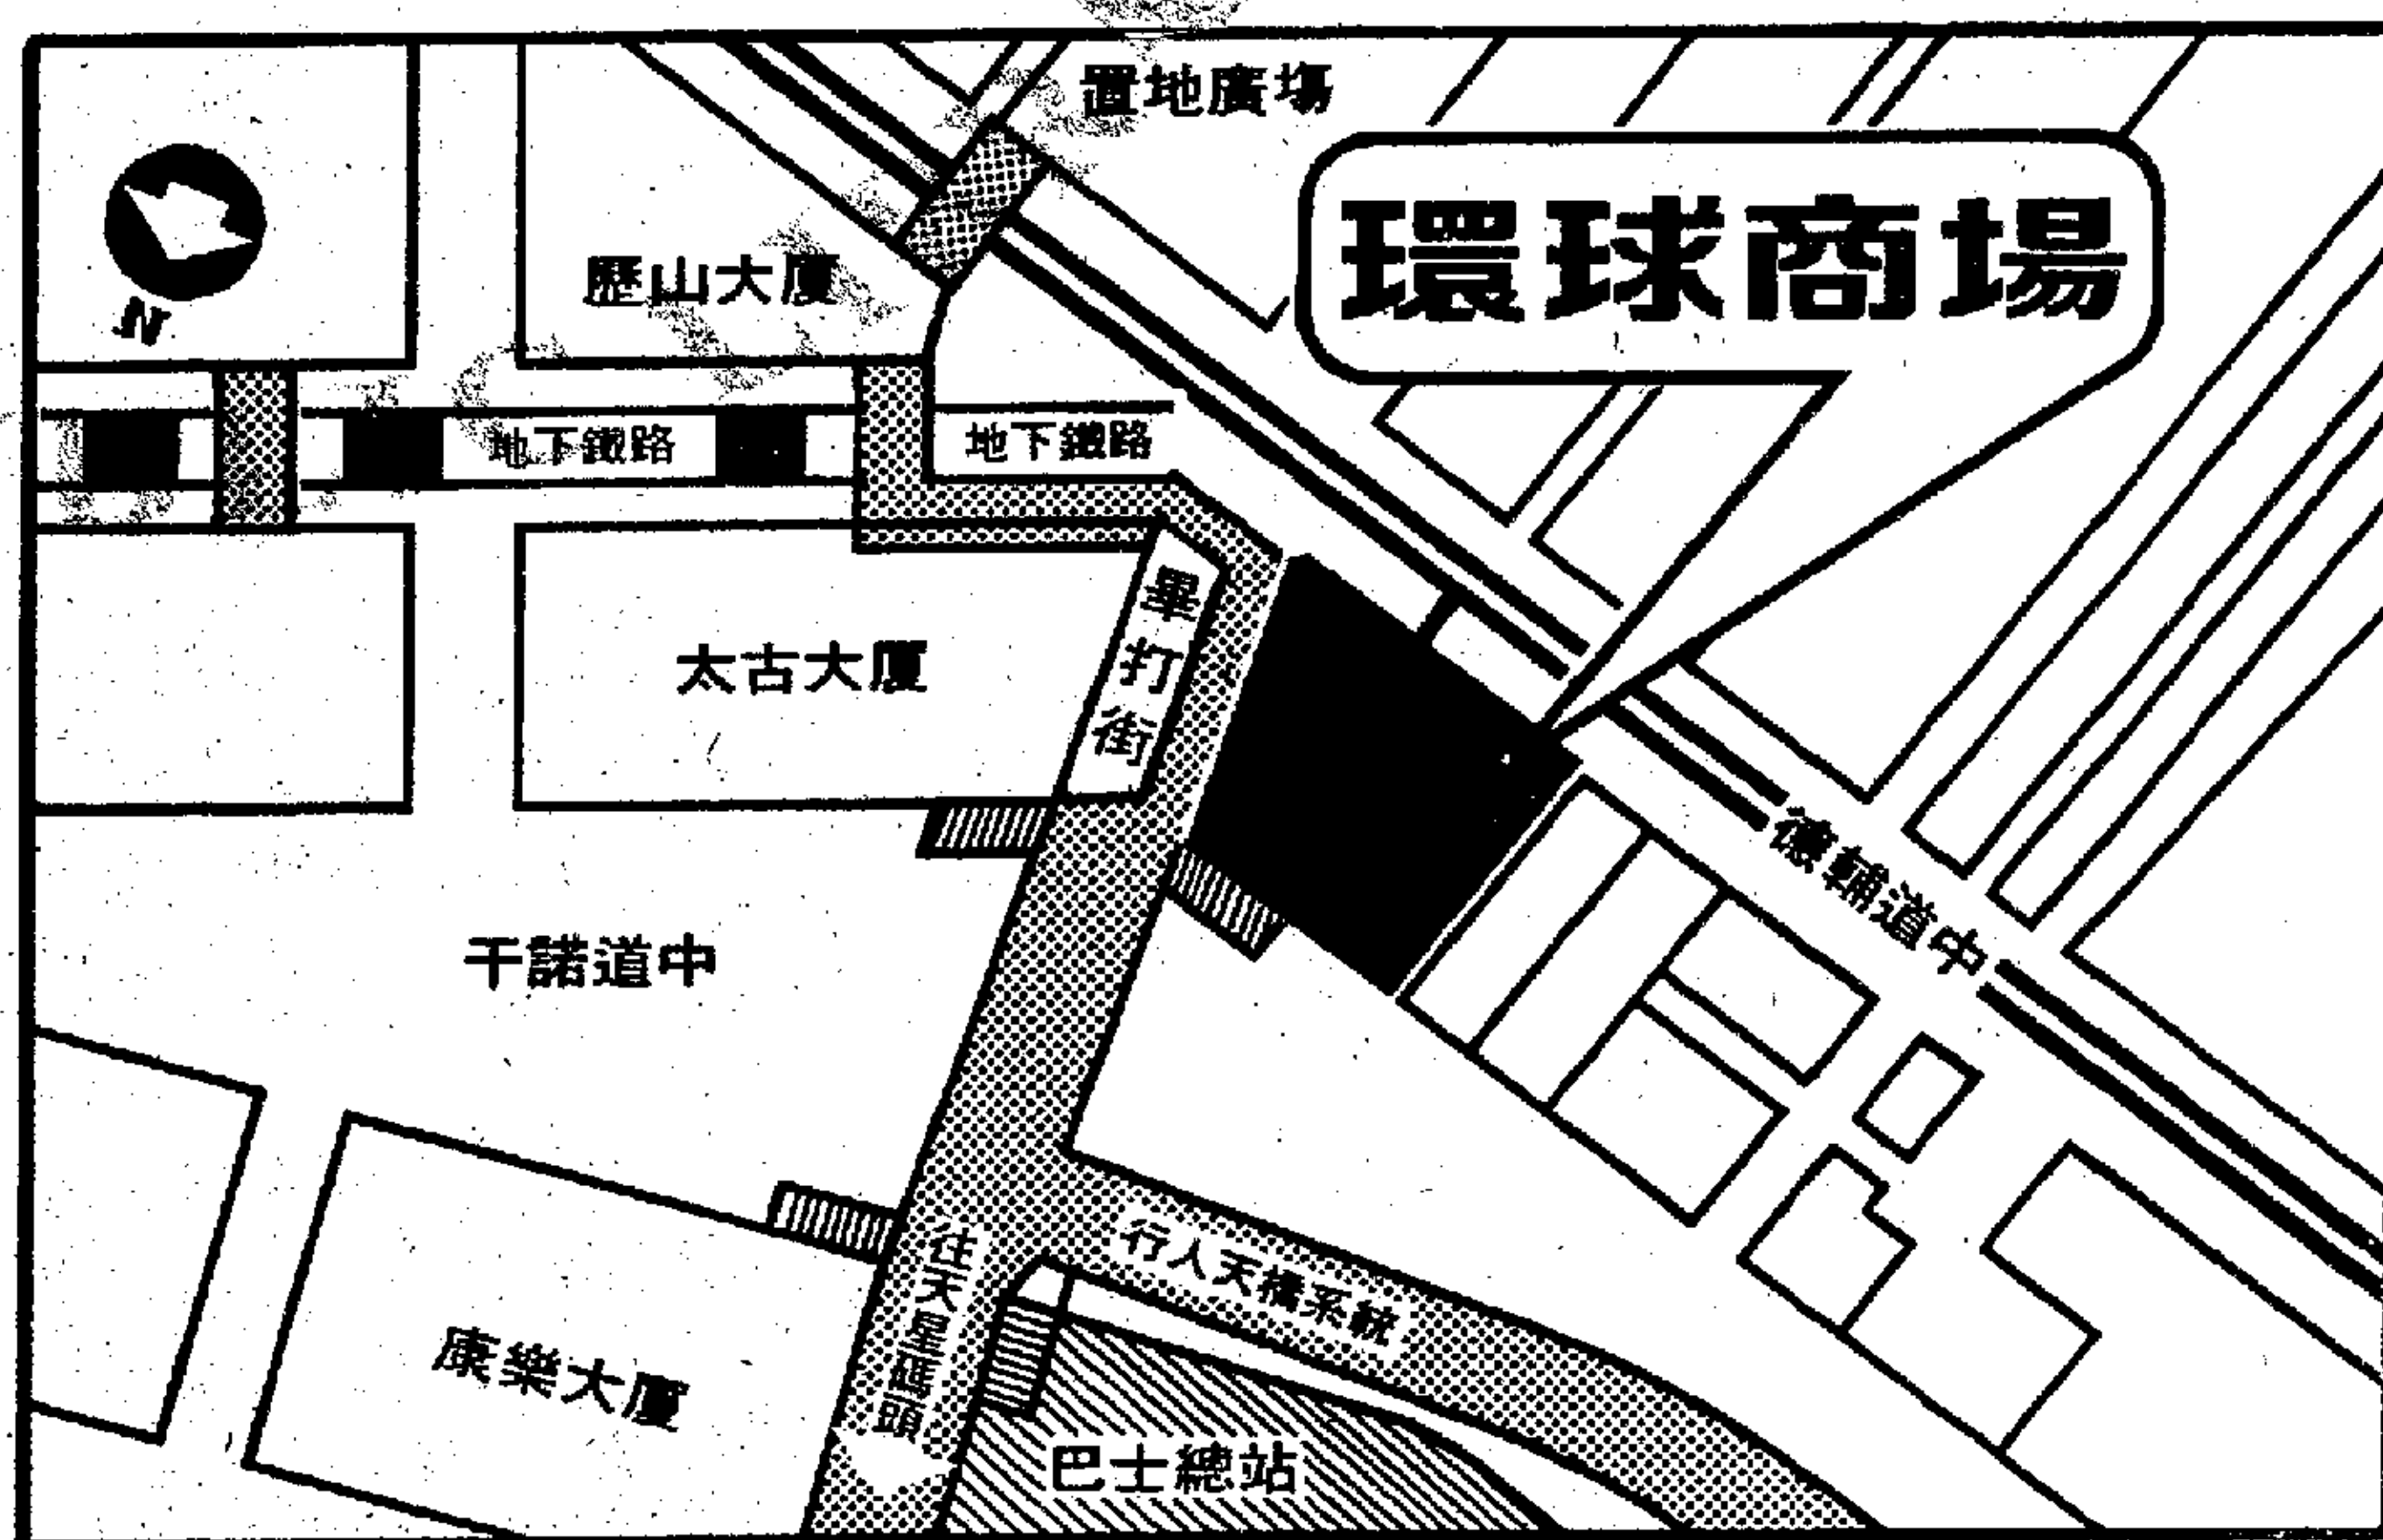 置地廣場
環球商場
N
歷山大廈
地下鐵路
地下鐵路
畢打街
太古大廈
德輔道中
干諾道中
行人天橋系統
往天星碼頭
康樂大廈
巴士總站